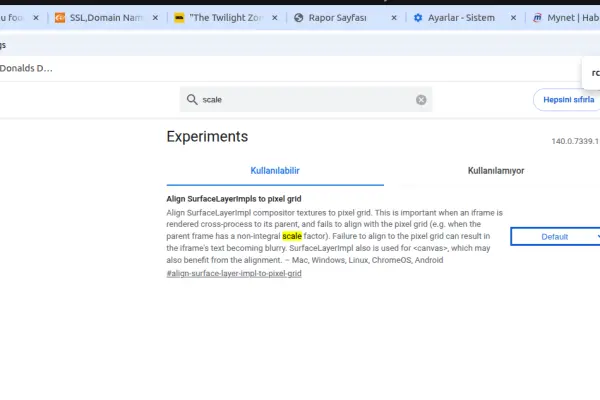 u foo
SSL,Domain Nam
"The Twilight Zo
Rapor Sayfası
Ayarlar - Sistem
Mynet | Hab
gs
Donalds D…
rc
scale
Hepsini sıfırla
Experiments
140.0.7339.1
Kullanılabilir
Kullanılamıyor
Align SurfaceLayerImpls to pixel grid
Align SurfaceLayerImpl compositor textures to pixel grid. This is important when an iframe is
rendered cross-process to its parent, and fails to align with the pixel grid (e.g. when the
parent frame has a non-integral scale factor). Failure to align to the pixel grid can result in
the iframe's text becoming blurry. SurfaceLayerImpl also is used for <canvas>, which may
also benefit from the alignment. – Mac, Windows, Linux, ChromeOS, Android
Default
#align-surface-layer-impl-to-pixel-grid